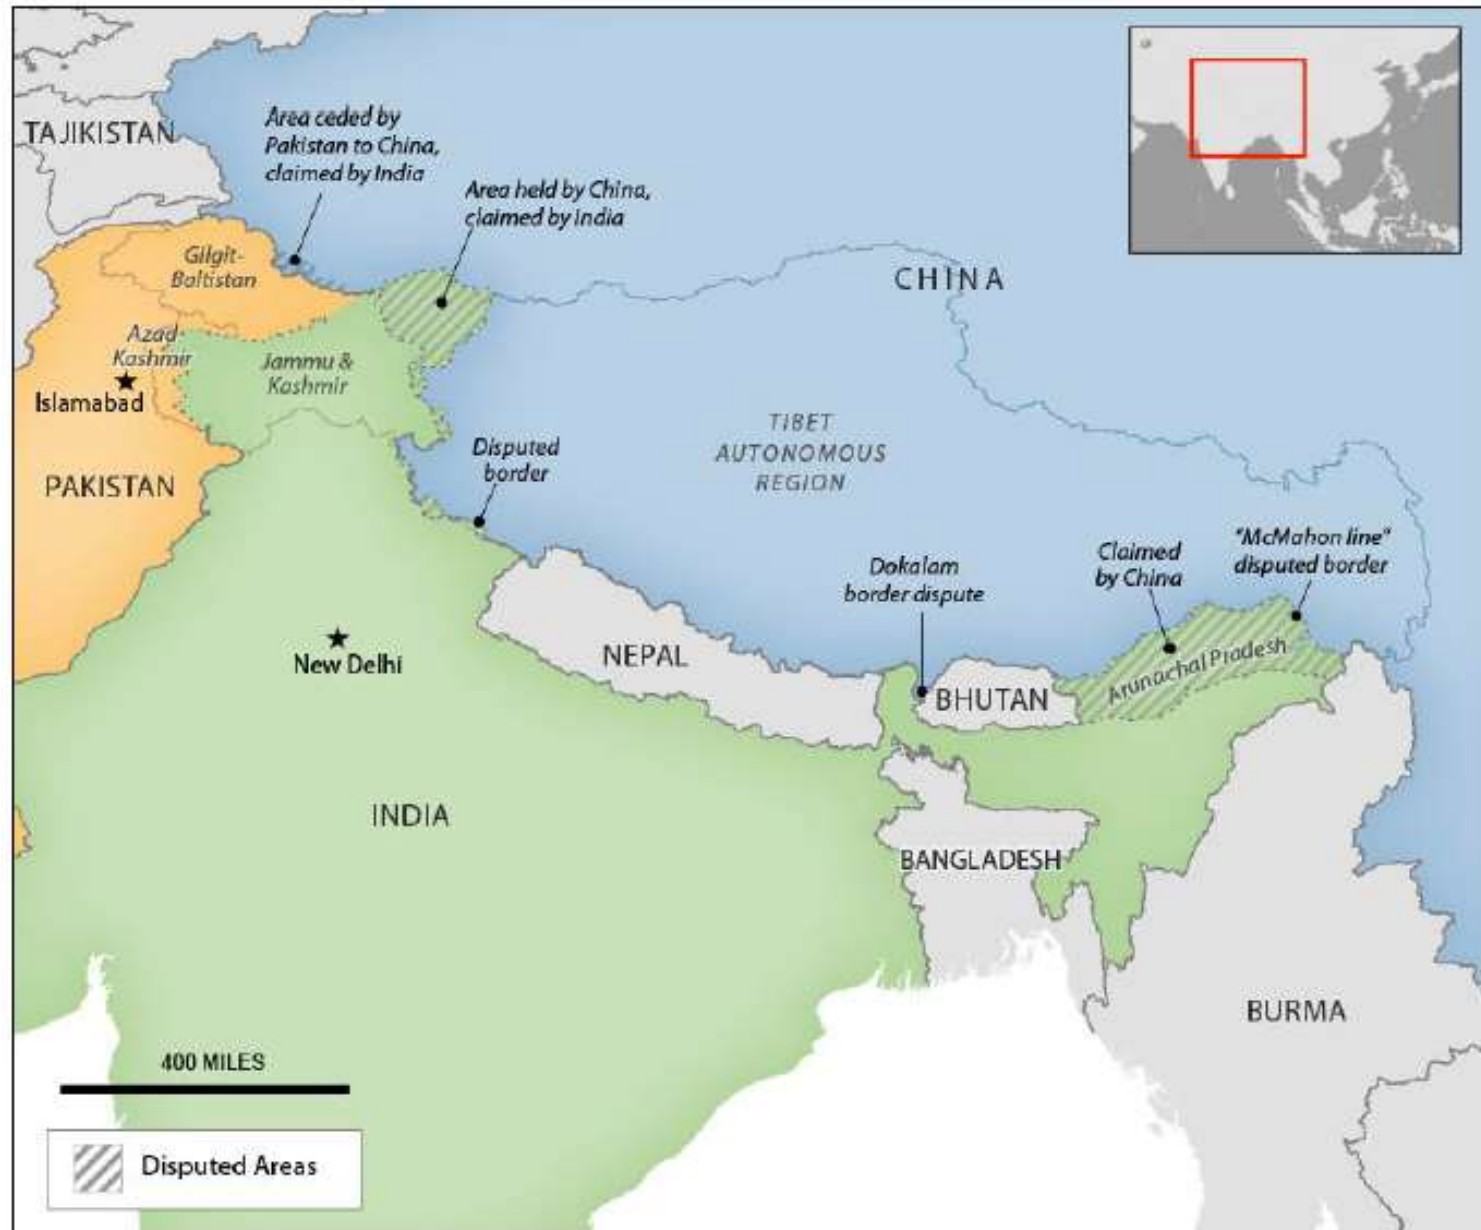 TAJIKISTAN
Area ceded by
Pakistan to China,
claimed by India
Area held by China,
claimed by India
Gilgit-
Baltistan
CHINA
Azad
Kashmir
Jammu &
Kashmir
Islamabad
TIBET
AUTONOMOUS
REGION
Disputed
border
PAKISTAN
"McMahon line"
disputed border
Claimed
by China
Dokalam
border dispute
New Delhi
NEPAL
Arunachal Pradesh
BHUTAN
INDIA
BANGLADESH
BURMA
400 MILES
Disputed Areas